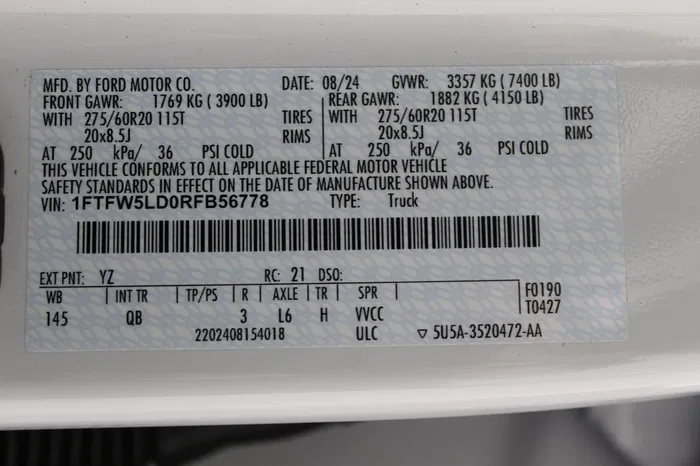 MFD. BY FORD MOTOR CO. DATE: 08/24 GVWR: 3357 KG ( 7400 LB)
FRONT GAWR: 1769 KG ( 3900 LB) REAR GAWR: 1882 KG ( 4150 LB)
WITH 275/60R20 115T TIRES WITH 275/60R20 115T TIRES
20x8.5J RIMS 20x8.5J RIMS
AT 250 kPa/ 36 PSI COLD AT 250 kPa/ 36 PSI COLD
THIS VEHICLE CONFORMS TO ALL APPLICABLE FEDERAL MOTOR VEHICLE
SAFETY STANDARDS IN EFFECT ON THE DATE OF MANUFACTURE SHOWN ABOVE.
VIN: 1FTFW5LD0RFB56778 TYPE: Truck
EXT PNT: YZ RC: 21 DSO:
WB | INT TR | TP/PS | R | AXLE | TR | SPR F0190
145 QB 3 L6 H VVCC T0427
2202408154018 ULC ▽ 5U5A-3520472-AA